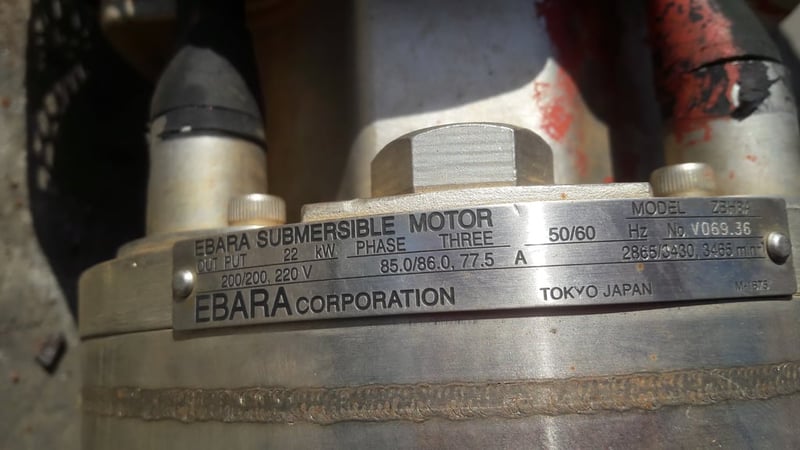 EBARA SUBMERSIBLE MOTOR MODEL
OUT PUT 22 kW PHASE THREE 50/60 Hz No. V069.36
200/200, 220 V 85.0/86.0, 77.5 A 2865/3430, 3465 min⁻¹
EBARA CORPORATION TOKYO JAPAN